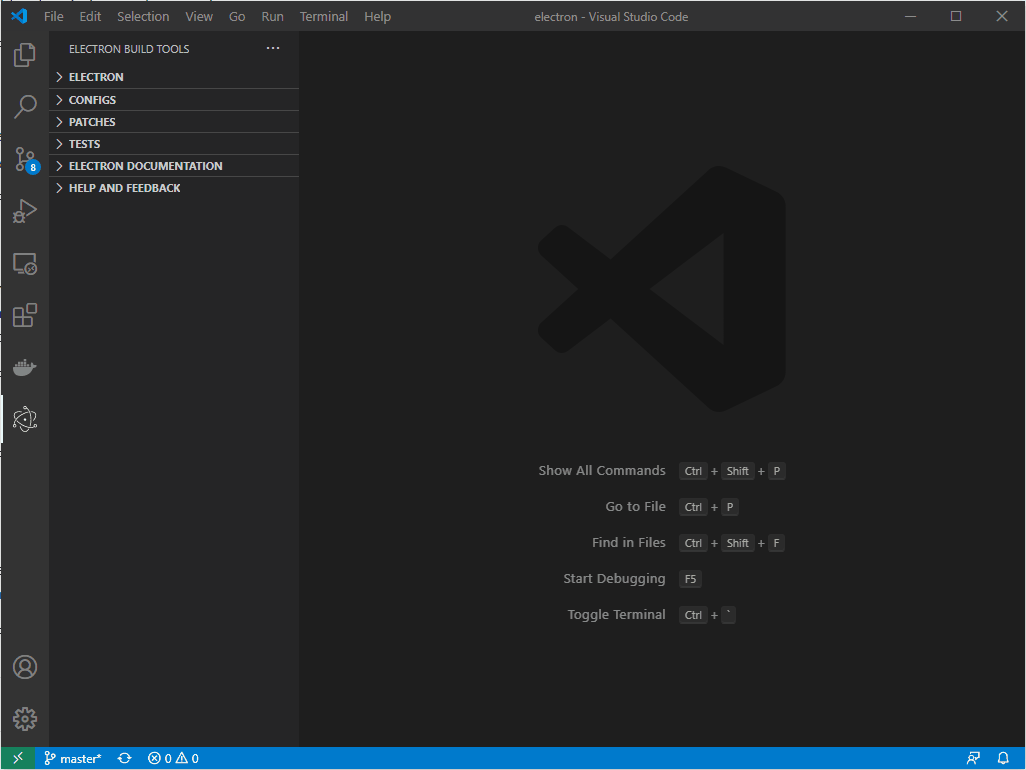 File Edit Selection View Go Run Terminal Help electron - Visual Studio Code
ELECTRON BUILD TOOLS
ELECTRON
CONFIGS
PATCHES
TESTS
ELECTRON DOCUMENTATION
HELP AND FEEDBACK
8
Show All Commands Ctrl + Shift + P
Go to File Ctrl + P
Find in Files Ctrl + Shift + F
Start Debugging F5
Toggle Terminal Ctrl + `
master* 0 0